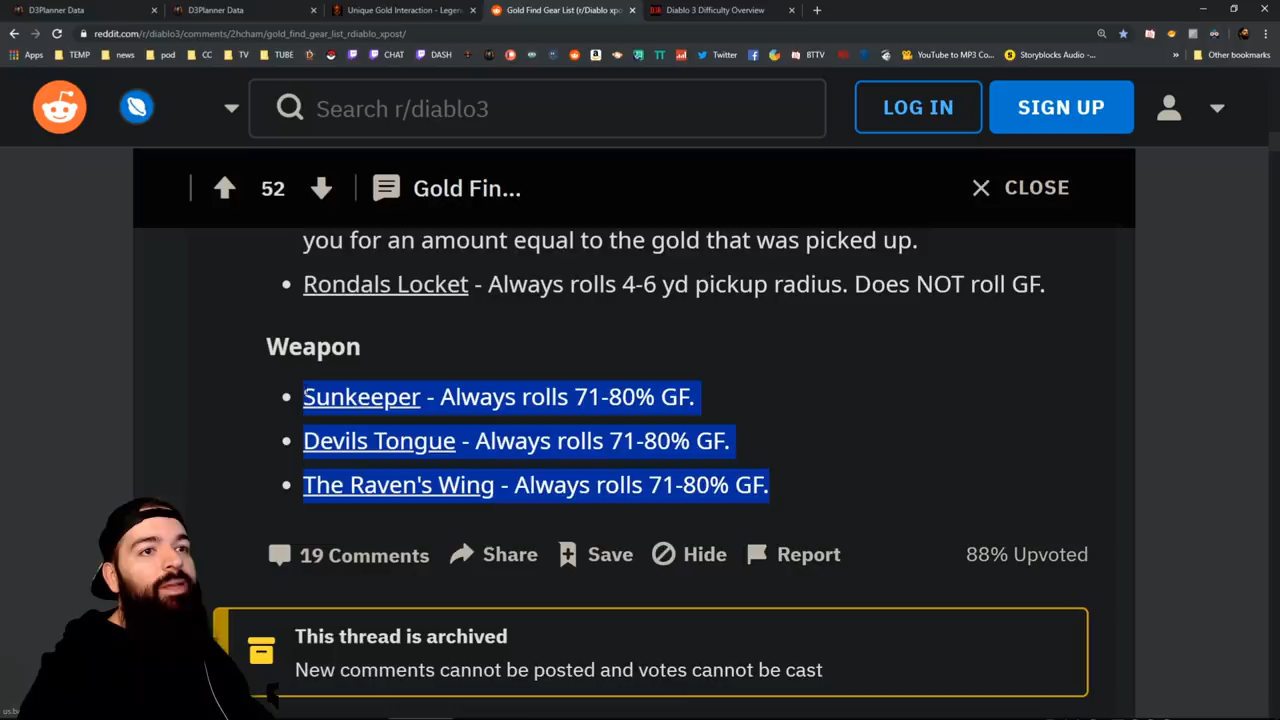 D3Planner Data
D3Planner Data
Unique Gold Interaction - Legen
Gold Find Gear List (r/Diablo xpo
Diablo 3 Difficulty Overview
reddit.com/r/diablo3/comments/2hcham/gold_find_gear_list_rdiablo_xpost/
Apps TEMP news pod CC TV TUBE CHAT DASH Twitter BTTV YouTube to MP3 Co... Storyblocks Audio -... » Other bookmarks
Search r/diablo3
LOG IN
SIGN UP
52
Gold Fin...
CLOSE
you for an amount equal to the gold that was picked up.
• Rondals Locket - Always rolls 4-6 yd pickup radius. Does NOT roll GF.
Weapon
• Sunkeeper - Always rolls 71-80% GF.
• Devils Tongue - Always rolls 71-80% GF.
• The Raven's Wing - Always rolls 71-80% GF.
19 Comments Share Save Hide Report 88% Upvoted
This thread is archived
New comments cannot be posted and votes cannot be cast